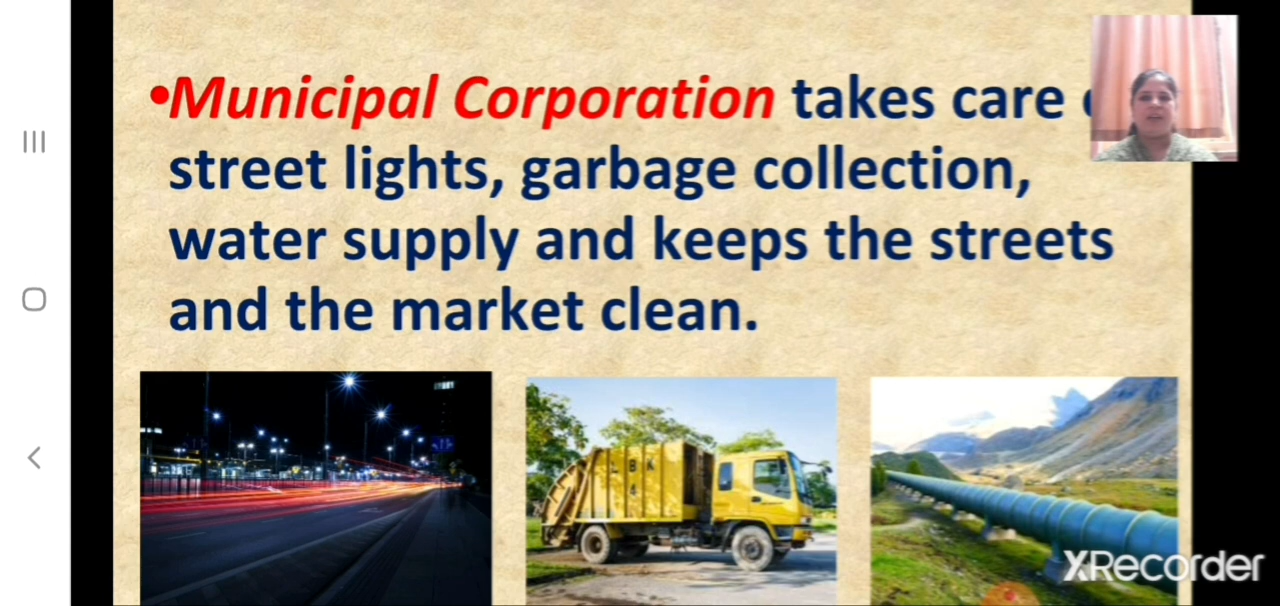 •Municipal Corporation takes care
street lights, garbage collection,
water supply and keeps the streets
and the market clean.
L B K
4
XRecorder